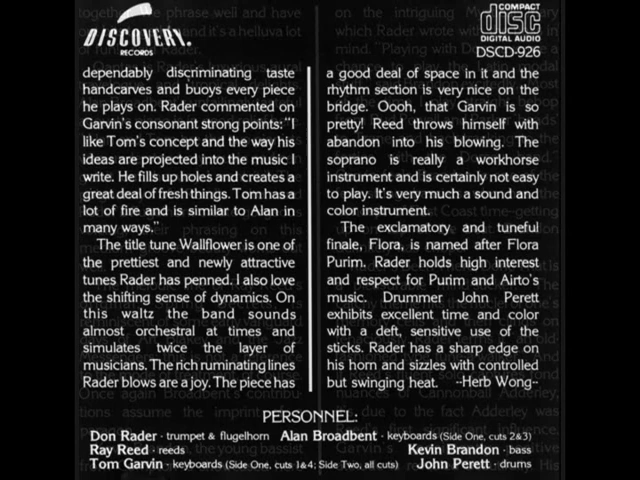 DISCOVERY.
RECORDS
COMPACT
disc
DIGITAL AUDIO
DSCD-926
dependably discriminating taste
handcarves and buoys every piece
he plays on. Rader commented on
Garvin's consonant strong points: "I
like Tom's concept and the way his
ideas are projected into the music I
write. He fills up holes and creates a
great deal of fresh things. Tom has a
lot of fire and is similar to Alan in
many ways."
The title tune Wallflower is one of
the prettiest and newly attractive
tunes Rader has penned. I also love
the shifting sense of dynamics. On
this waltz the band sounds
almost orchestral at times and
simulates twice the layer of
musicians. The rich ruminating lines
Rader blows are a joy. The piece has
a good deal of space in it and the
rhythm section is very nice on the
bridge. Oooh, that Garvin is so
pretty! Reed throws himself with
abandon into his blowing. The
soprano is really a workhorse
instrument and is certainly not easy
to play. It's very much a sound and
color instrument.
The exclamatory and tuneful
finale, Flora, is named after Flora
Purim. Rader holds high interest
and respect for Purim and Airto's
music. Drummer John Perett
exhibits excellent time and color
with a deft, sensitive use of the
sticks. Rader has a sharp edge on
his horn and sizzles with controlled
but swinging heat. --Herb Wong--
PERSONNEL:
Don Rader · trumpet & flugelhorn Alan Broadbent · keyboards (Side One, cuts 2&3)
Ray Reed · reeds Kevin Brandon · bass
Tom Garvin · keyboards (Side One, cuts 1&4; Side Two, all cuts) John Perett · drums